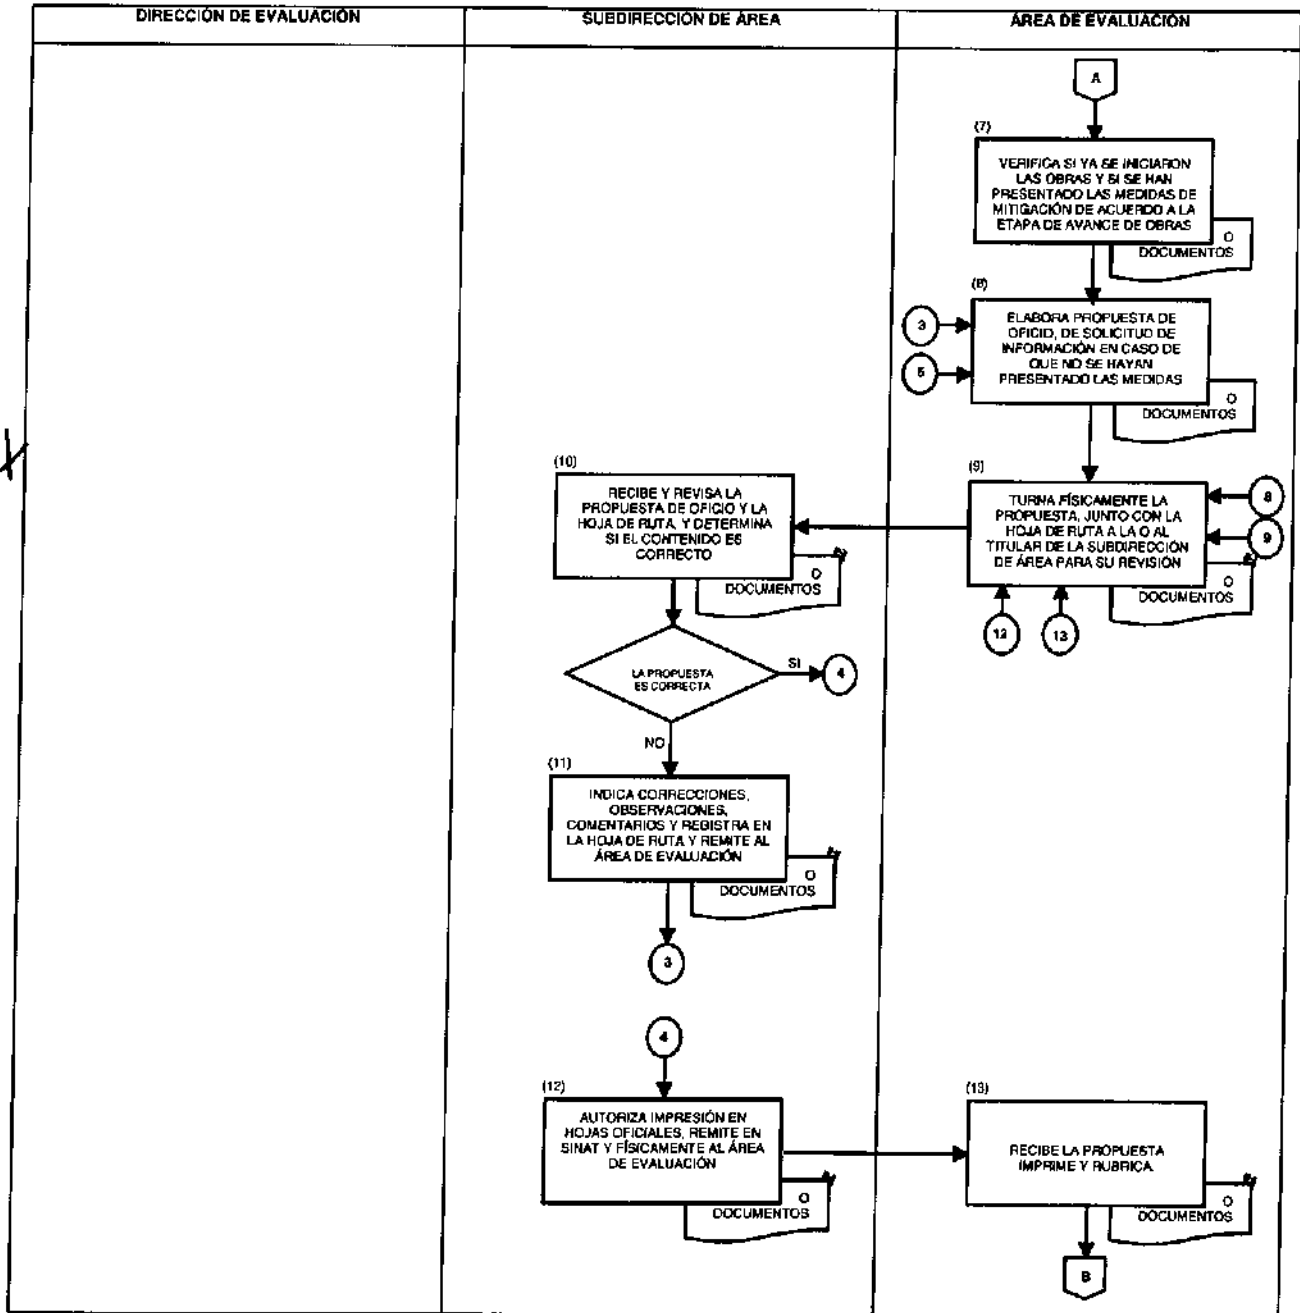 DIRECCIÓN DE EVALUACIÓN
SUBDIRECCIÓN DE ÁREA
ÁREA DE EVALUACIÓN
A
(7)
VERIFICA SI YA SE INICIARON
LAS OBRAS Y SI SE HAN
PRESENTADO LAS MEDIDAS DE
MITIGACIÓN DE ACUERDO A LA
ETAPA DE AVANCE DE OBRAS
O
DOCUMENTOS
(8)
ELABORA PROPUESTA DE
OFICIO, DE SOLICITUD DE
INFORMACIÓN EN CASO DE
QUE NO SE HAYAN
PRESENTADO LAS MEDIDAS
3
5
O
DOCUMENTOS
(9)
TURNA FÍSICAMENTE LA
PROPUESTA, JUNTO CON LA
HOJA DE RUTA A LA O AL
TITULAR DE LA SUBDIRECCIÓN
DE ÁREA PARA SU REVISIÓN
8
9
O
DOCUMENTOS
12
13
(10)
RECIBE Y REVISA LA
PROPUESTA DE OFICIO Y LA
HOJA DE RUTA, Y DETERMINA
SI EL CONTENIDO ES
CORRECTO
O
DOCUMENTOS
LA PROPUESTA
ES CORRECTA
SI
4
NO
(11)
INDICA CORRECCIONES,
OBSERVACIONES,
COMENTARIOS Y REGISTRA EN
LA HOJA DE RUTA Y REMITE AL
ÁREA DE EVALUACIÓN
O
DOCUMENTOS
3
4
(12)
AUTORIZA IMPRESIÓN EN
HOJAS OFICIALES, REMITE EN
SINAT Y FÍSICAMENTE AL ÁREA
DE EVALUACIÓN
O
DOCUMENTOS
(13)
RECIBE LA PROPUESTA
IMPRIME Y RUBRICA
O
DOCUMENTOS
B